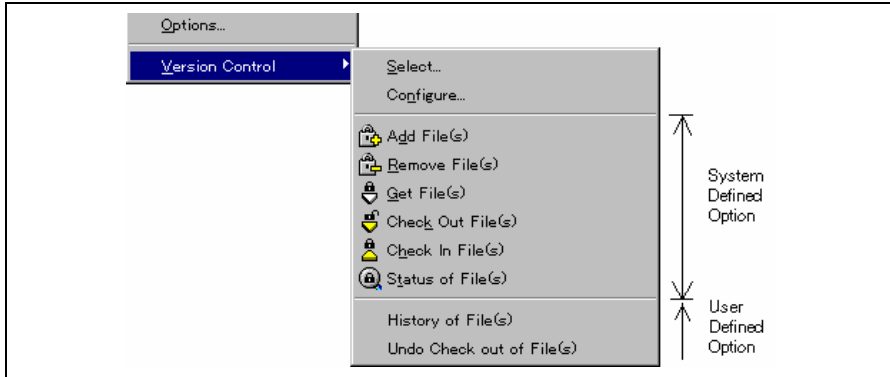 Options...
Version Control
Select...
Configure...
Add File(s)
Remove File(s)
Get File(s)
Check Out File(s)
Check In File(s)
Status of File(s)
System
Defined
Option
History of File(s)
Undo Check out of File(s)
User
Defined
Option